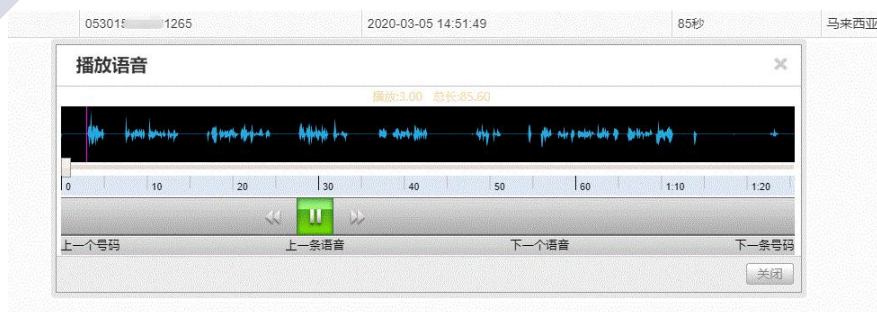 053015 1265 2020-03-05 14:51:49 85秒 马来西亚
播放语音 ×
播放:3.00 总长:85.60
0 10 20 30 40 50 60 1:10 1:20
上一个号码 上一条语音 下一个语音 下一条号码
关闭